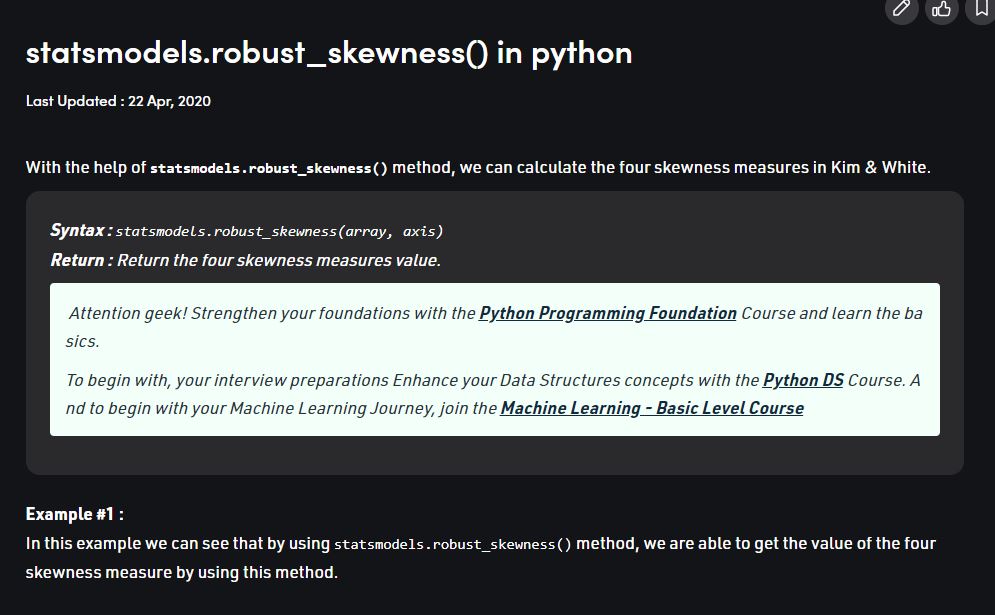 statsmodels.robust_skewness() in python
Last Updated : 22 Apr, 2020
With the help of statsmodels.robust_skewness() method, we can calculate the four skewness measures in Kim & White.
Syntax : statsmodels.robust_skewness(array, axis)
Return : Return the four skewness measures value.
Attention geek! Strengthen your foundations with the Python Programming Foundation Course and learn the ba
sics.
To begin with, your interview preparations Enhance your Data Structures concepts with the Python DS Course. A
nd to begin with your Machine Learning Journey, join the Machine Learning - Basic Level Course
Example #1 :
In this example we can see that by using statsmodels.robust_skewness() method, we are able to get the value of the four
skewness measure by using this method.